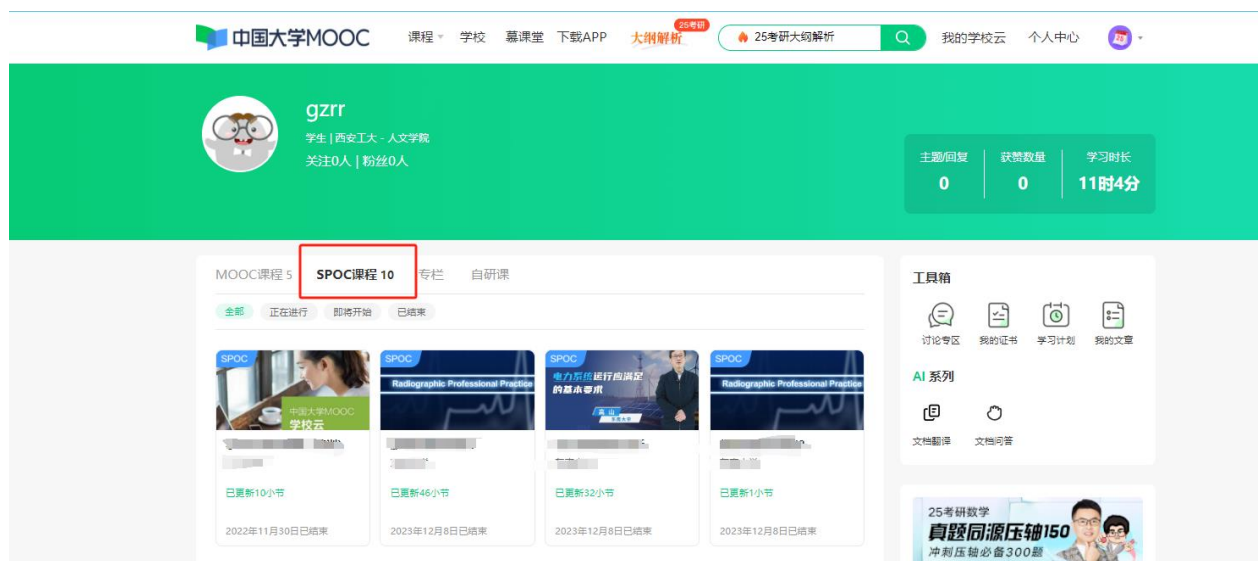 中国大学MOOC 课程 学校 慕课堂 下载APP 大纲解析 25考研 25考研大纲解析 我的学校云 个人中心
gzrr
学生 | 西安工大 - 人文学院
关注0人 | 粉丝0人
主题/回复 获赞数量 学习时长
0 0 11时4分
MOOC课程 5 SPOC课程 10 专栏 自研课
全部 正在进行 即将开始 已结束
SPOC
中国大学MOOC
学校云
已更新10小节
2022年11月30日已结束
SPOC
Radiographic Professional Practice
已更新46小节
2023年12月8日已结束
SPOC
电力系统运行应满足
的基本要求
高山
已更新32小节
2023年12月8日已结束
SPOC
Radiographic Professional Practice
已更新1小节
2023年12月8日已结束
工具箱
讨论专区 我的证书 学习计划 我的文章
AI 系列
文档翻译 文档问答
25考研数学
真题同源压轴150
冲刺压轴必备300题